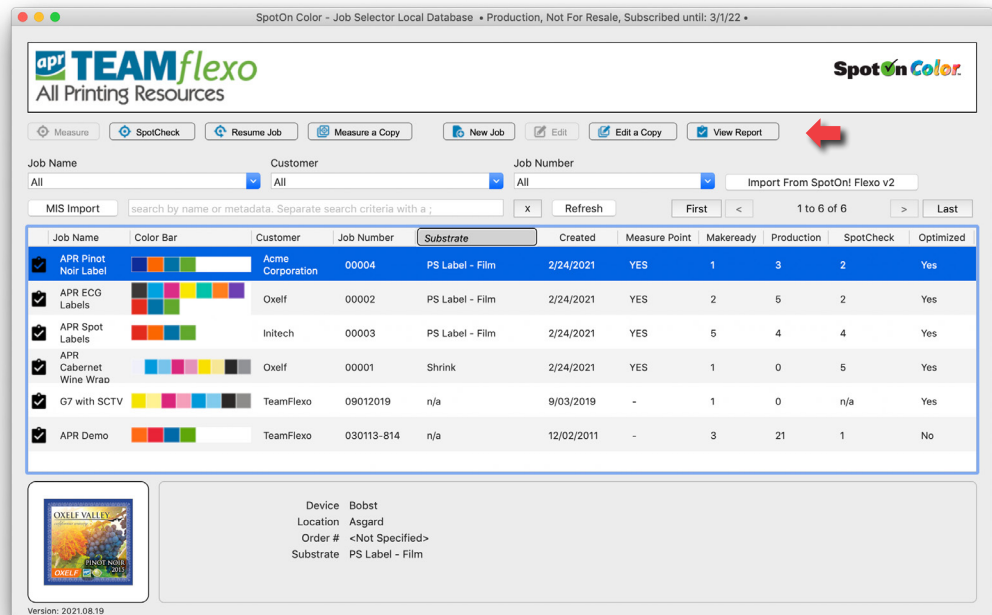 SpotOn Color - Job Selector Local Database • Production, Not For Resale, Subscribed until: 3/1/22 •
apr TEAMflexo
All Printing Resources
SpotOn Color.
Measure SpotCheck Resume Job Measure a Copy New Job Edit Edit a Copy View Report
Job Name Customer Job Number
All All All Import From SpotOn! Flexo v2
MIS Import search by name or metadata. Separate search criteria with a ; x Refresh First < 1 to 6 of 6 > Last
Job Name Color Bar Customer Job Number Substrate Created Measure Point Makeready Production SpotCheck Optimized
APR Pinot Noir Label Acme Corporation 00004 PS Label - Film 2/24/2021 YES 1 3 2 Yes
APR ECG Labels Oxelf 00002 PS Label - Film 2/24/2021 YES 2 5 2 Yes
APR Spot Labels Initech 00003 PS Label - Film 2/24/2021 YES 5 4 4 Yes
APR Cabernet Wine Wrap Oxelf 00001 Shrink 2/24/2021 YES 1 0 5 Yes
G7 with SCTV TeamFlexo 09012019 n/a 9/03/2019 - 1 0 n/a Yes
APR Demo TeamFlexo 030113-814 n/a 12/02/2011 - 3 21 1 No
OXELF VALLEY
PINOT NOIR
2015
OXELF
Device Bobst
Location Asgard
Order # <Not Specified>
Substrate PS Label - Film
Version: 2021.08.19